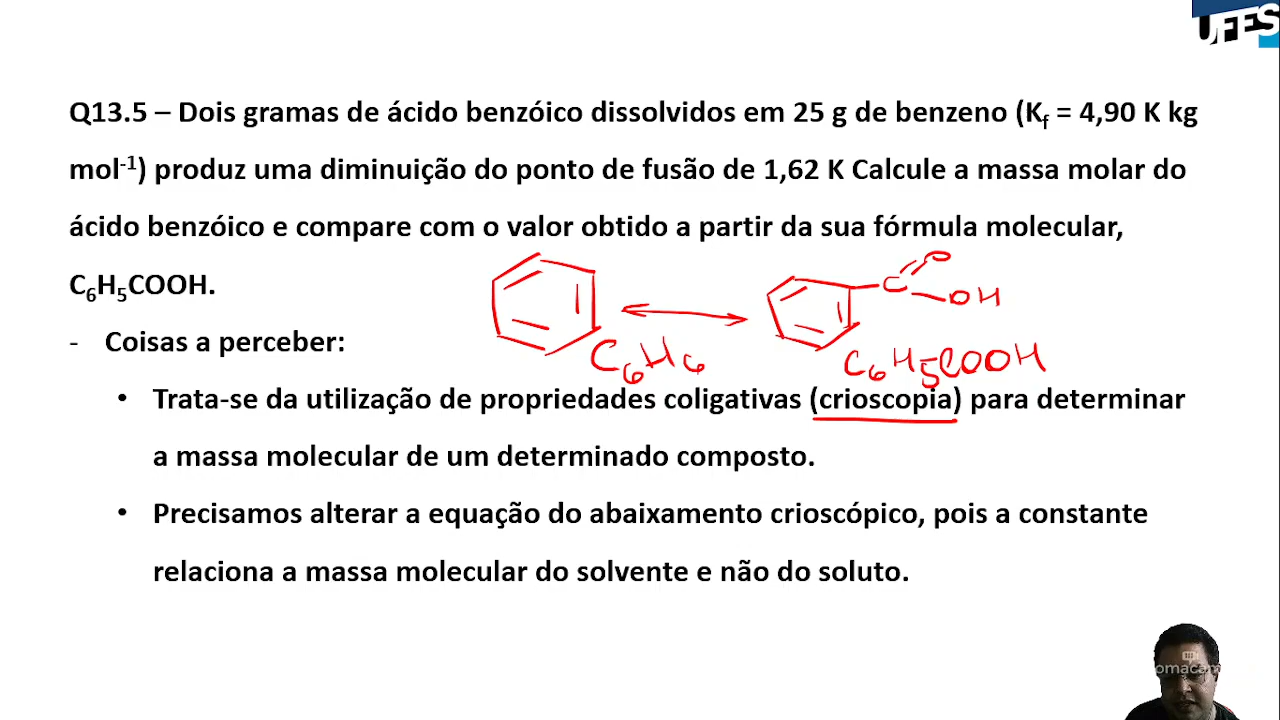 UFES
Q13.5 – Dois gramas de ácido benzóico dissolvidos em 25 g de benzeno (Kf = 4,90 K kg
mol-1) produz uma diminuição do ponto de fusão de 1,62 K Calcule a massa molar do
ácido benzóico e compare com o valor obtido a partir da sua fórmula molecular,
C6H5COOH.
C O
OH
- Coisas a perceber:
C6H6 C6H5COOH
• Trata-se da utilização de propriedades coligativas (crioscopia) para determinar
a massa molecular de um determinado composto.
• Precisamos alterar a equação do abaixamento crioscópico, pois a constante
relaciona a massa molecular do solvente e não do soluto.